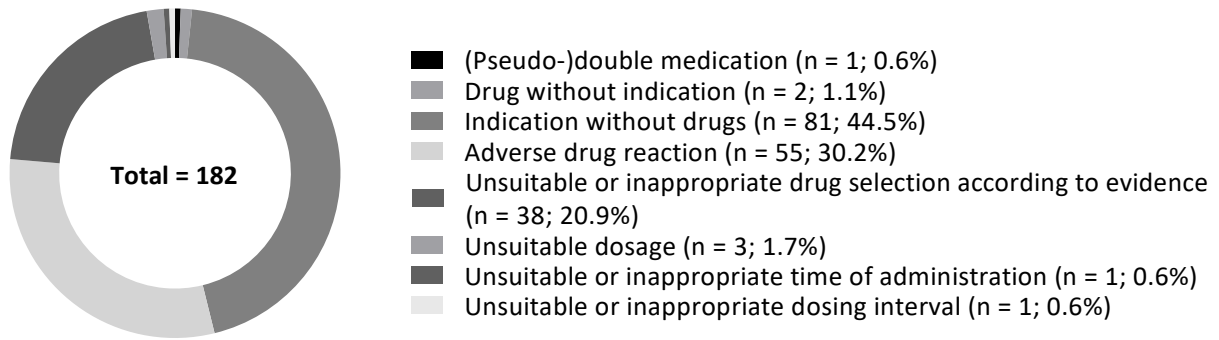 Total = 182
(Pseudo-)double medication (n = 1; 0.6%)
Drug without indication (n = 2; 1.1%)
Indication without drugs (n = 81; 44.5%)
Adverse drug reaction (n = 55; 30.2%)
Unsuitable or inappropriate drug selection according to evidence
(n = 38; 20.9%)
Unsuitable dosage (n = 3; 1.7%)
Unsuitable or inappropriate time of administration (n = 1; 0.6%)
Unsuitable or inappropriate dosing interval (n = 1; 0.6%)